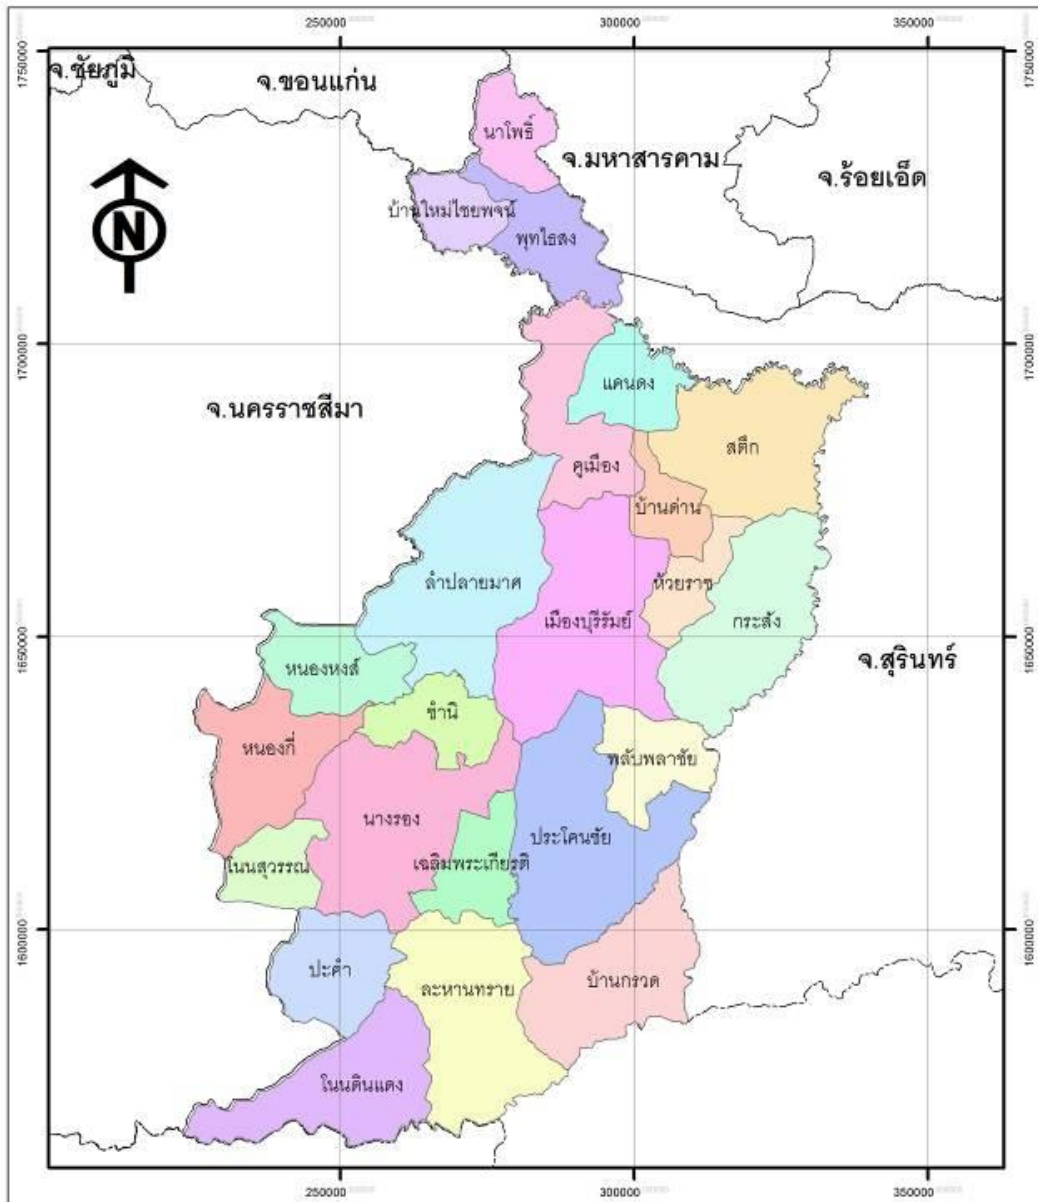 250000 300000 350000
1750000 1750000
จ.ชัยภูมิ
จ.ขอนแก่น
นาโพธิ์
จ.มหาสารคาม
จ.ร้อยเอ็ด
N
บ้านใหม่ไชยพจน์
พุทไธสง
1700000 1700000
แคนดง
จ.นครราชสีมา
สตึก
คูเมือง
บ้านด่าน
ลำปลายมาศ
ห้วยราช
เมืองบุรีรัมย์
กระสัง
1650000 1650000
จ.สุรินทร์
หนองหงส์
ชำนิ
หนองกี่
พลับพลาชัย
นางรอง
ประโคนชัย
โนนสุวรรณ
เฉลิมพระเกียรติ
1600000 1600000
ปะคำ
ละหานทราย
บ้านกรวด
โนนดินแดง
250000 300000 350000